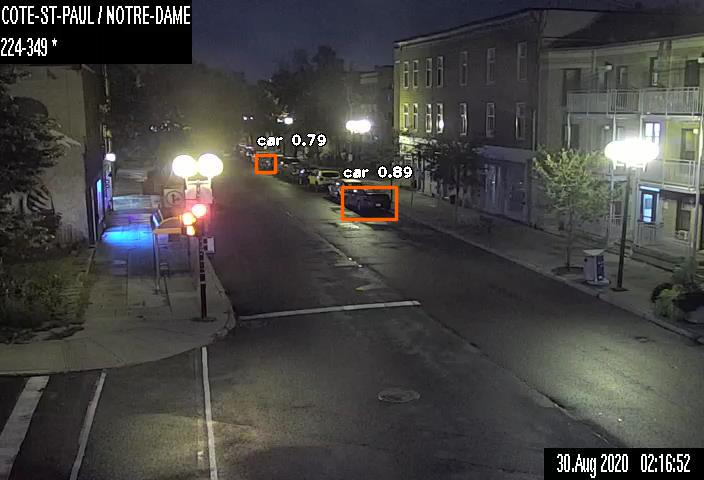 COTE-ST-PAUL / NOTRE-DAME
224-349 *
car 0.79
car 0.89
30.Aug 2020 02:16:52